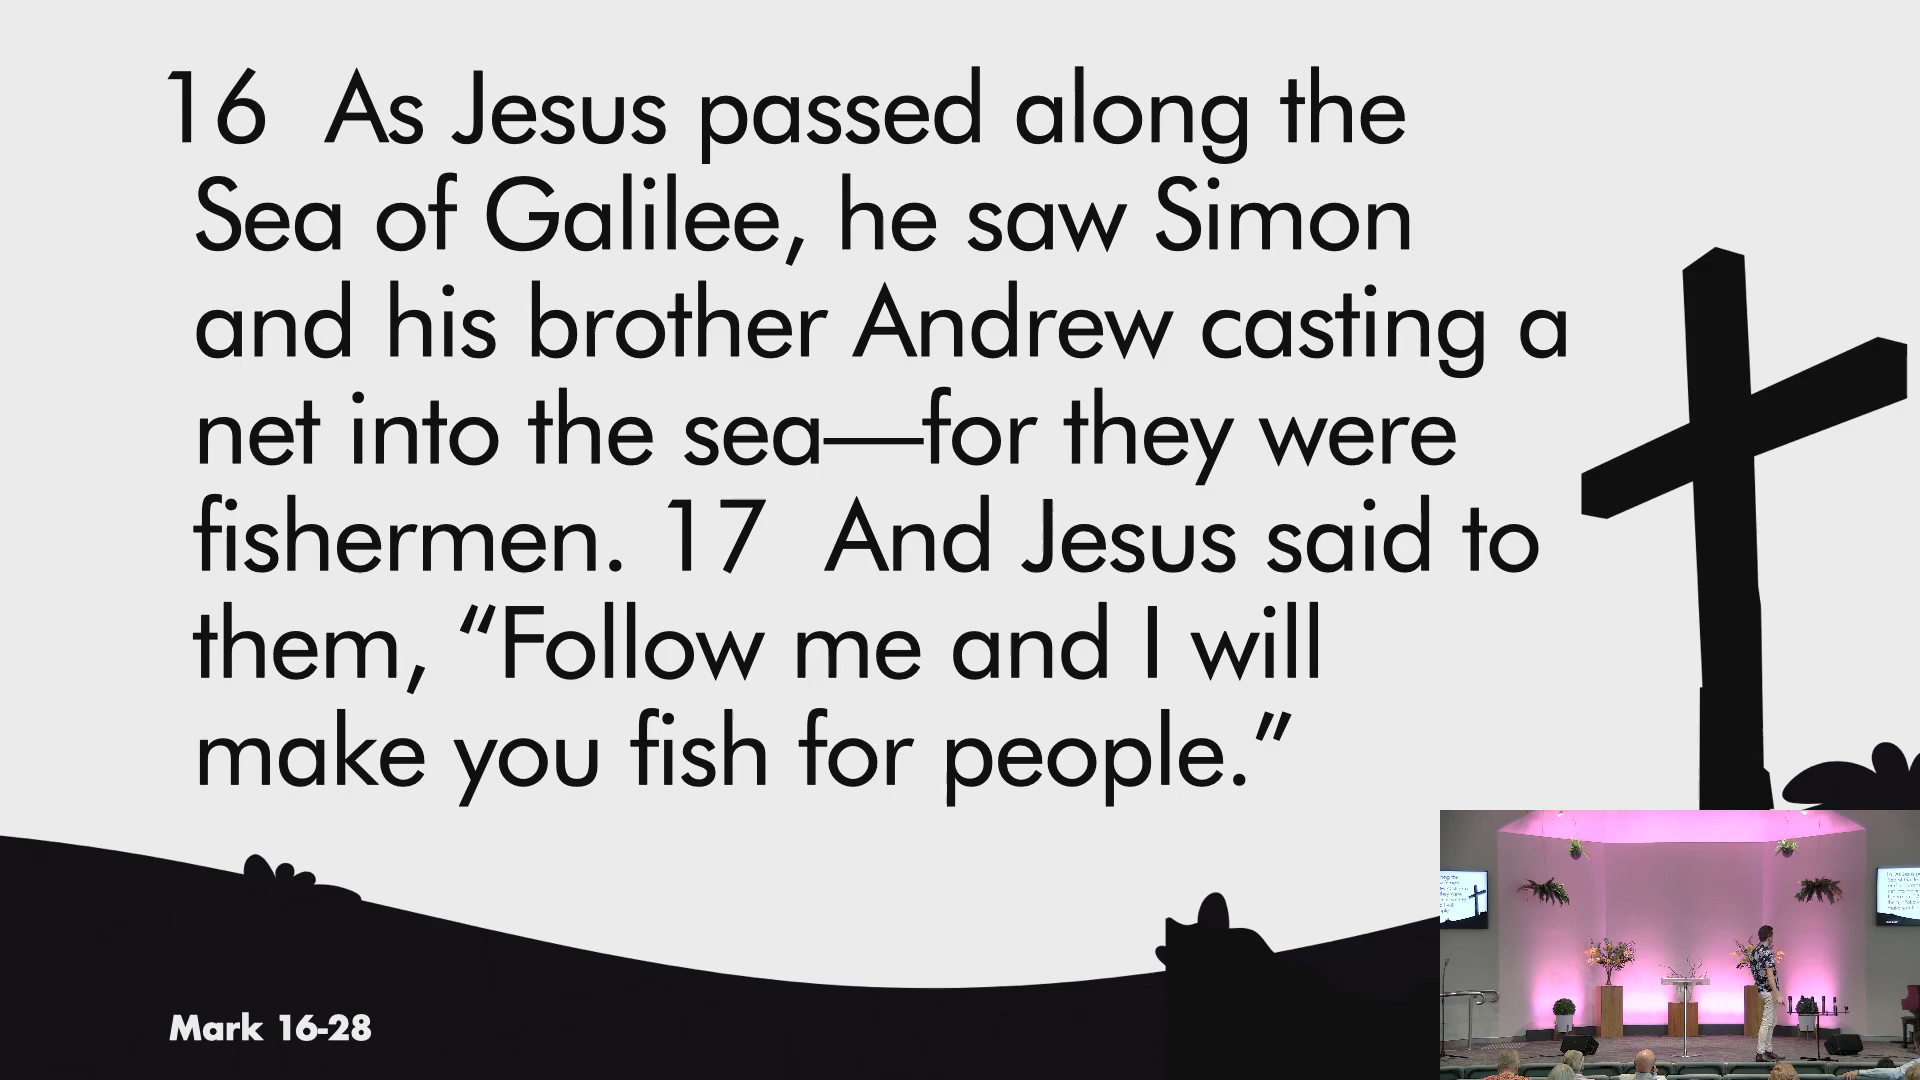 16 As Jesus passed along the
Sea of Galilee, he saw Simon
and his brother Andrew casting a
net into the sea—for they were
fishermen. 17 And Jesus said to
them, “Follow me and I will
make you fish for people.”
Mark 16-28